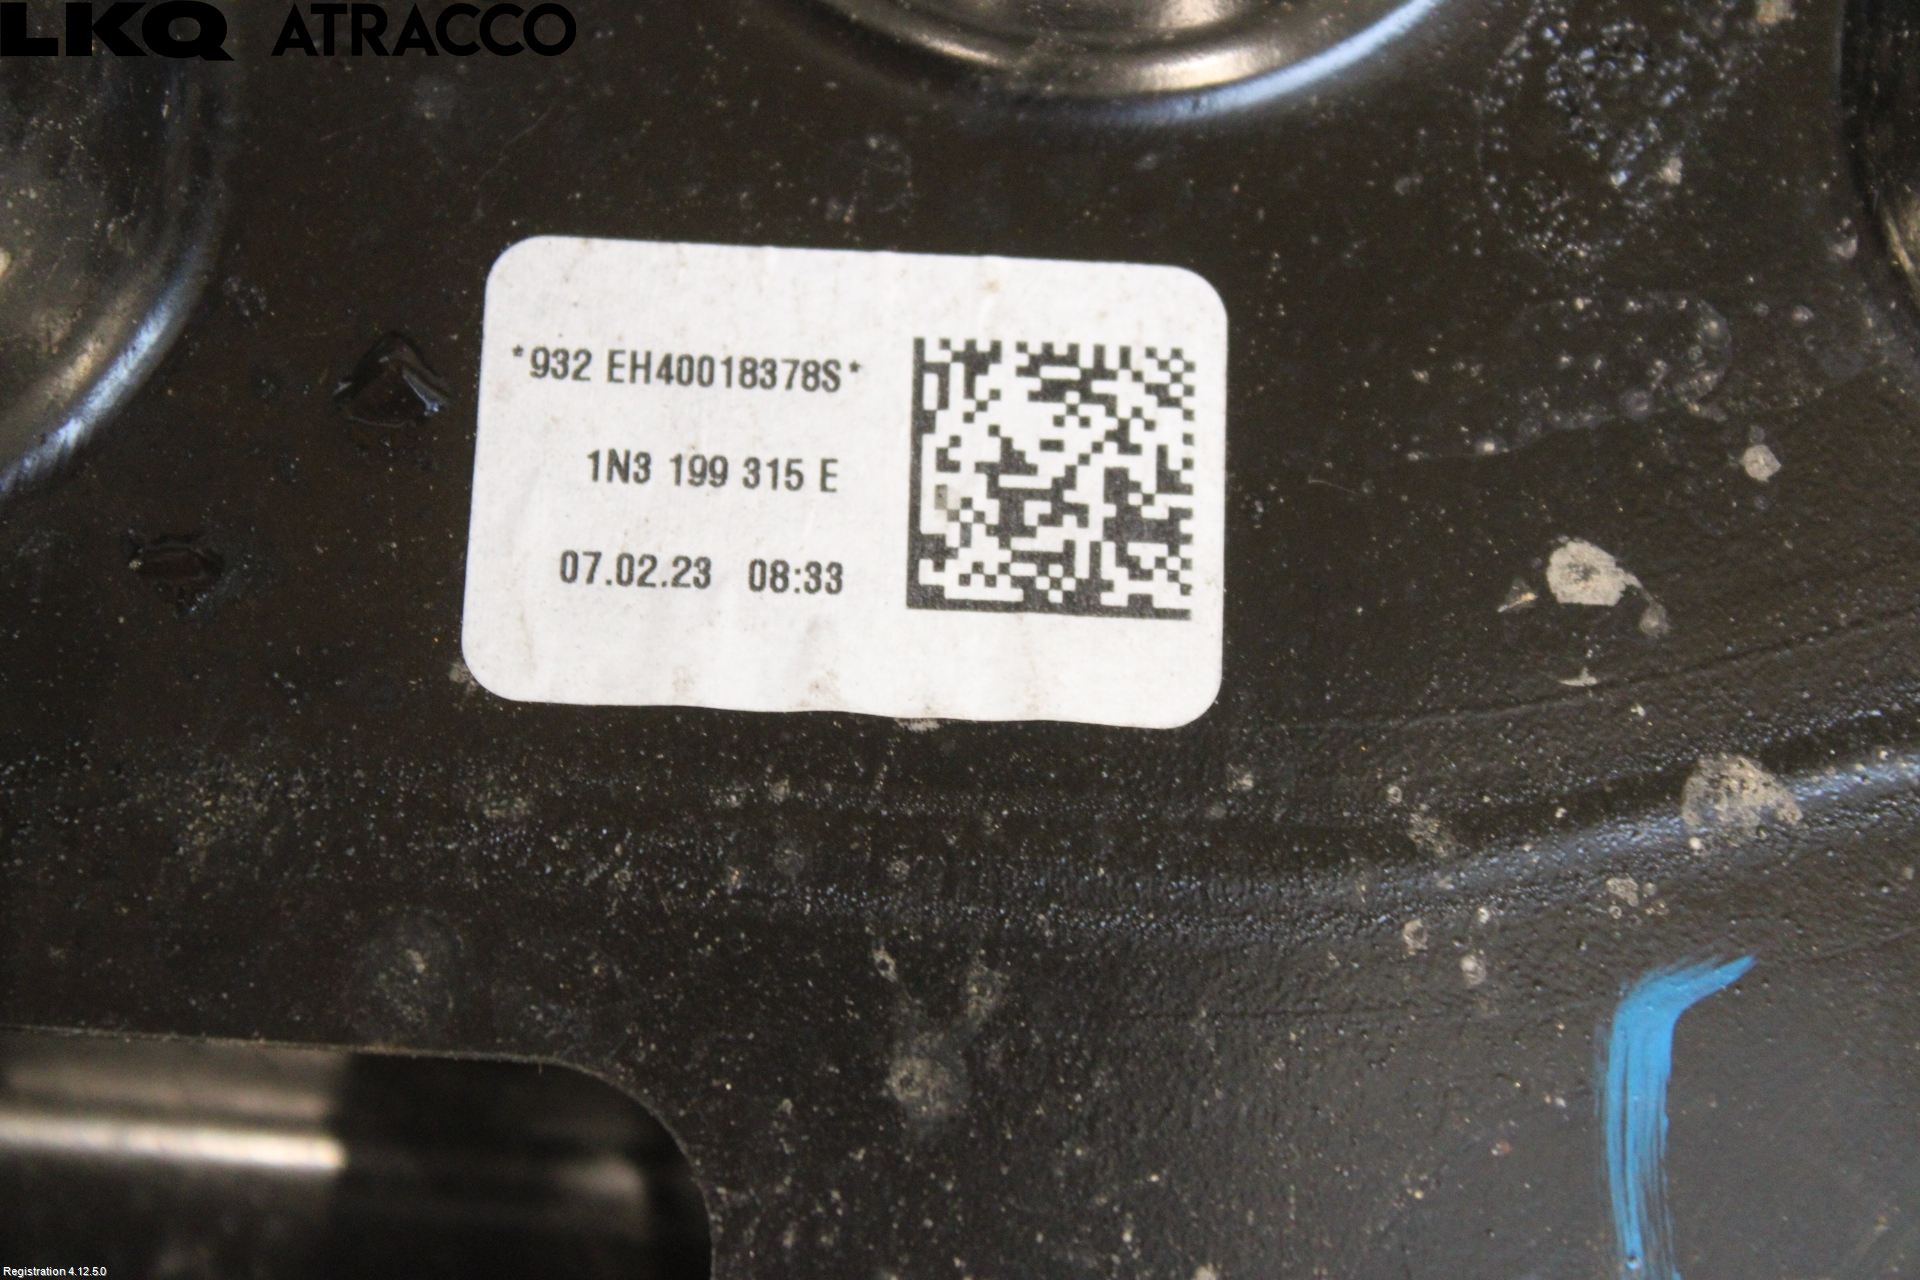 LKQ ATRACCO
*932 EH40018378S*
1N3 199 315 E
07.02.23 08:33
Registration 4.12.5.0